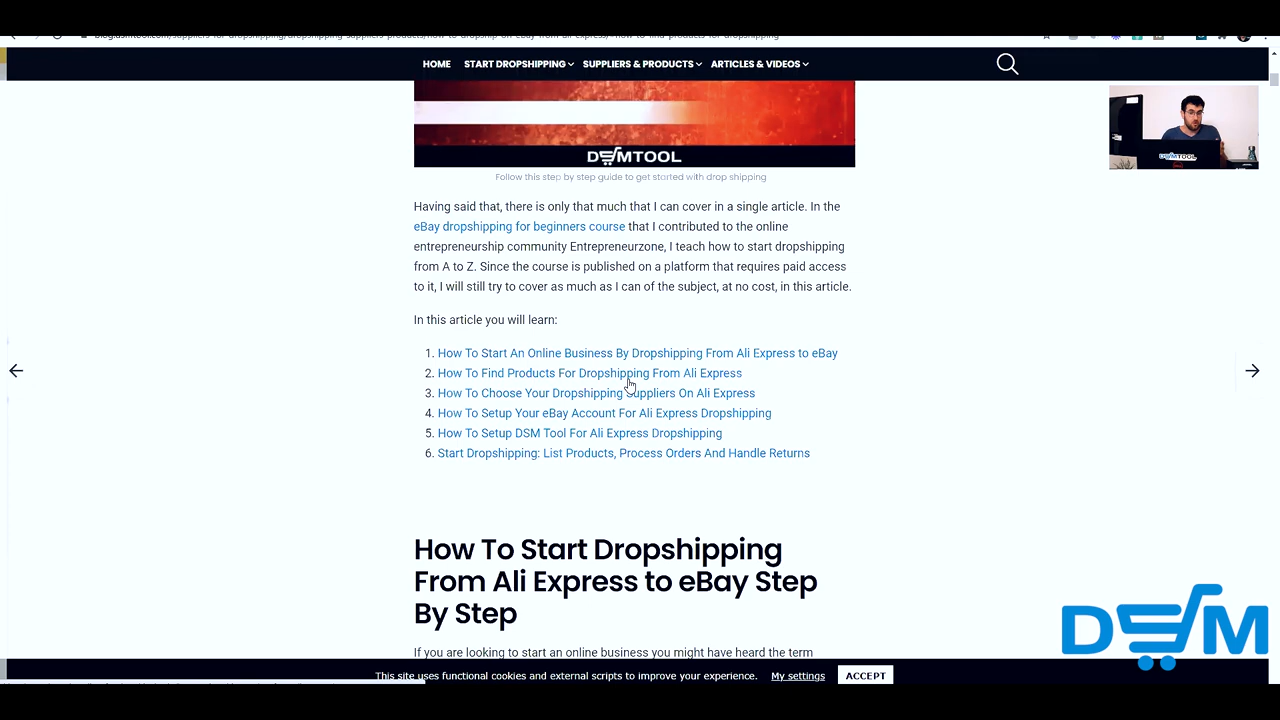 HOME START DROPSHIPPING SUPPLIERS & PRODUCTS ARTICLES & VIDEOS
DSMTOOL
Follow this step by step guide to get started with drop shipping
Having said that, there is only that much that I can cover in a single article. In the
eBay dropshipping for beginners course that I contributed to the online
entrepreneurship community Entrepreneurzone, I teach how to start dropshipping
from A to Z. Since the course is published on a platform that requires paid access
to it, I will still try to cover as much as I can of the subject, at no cost, in this article.
In this article you will learn:
1. How To Start An Online Business By Dropshipping From Ali Express to eBay
2. How To Find Products For Dropshipping From Ali Express
3. How To Choose Your Dropshipping Suppliers On Ali Express
4. How To Setup Your eBay Account For Ali Express Dropshipping
5. How To Setup DSM Tool For Ali Express Dropshipping
6. Start Dropshipping: List Products, Process Orders And Handle Returns
How To Start Dropshipping
From Ali Express to eBay Step
By Step
If you are looking to start an online business you might have heard the term
This site uses functional cookies and external scripts to improve your experience. My settings ACCEPT
DSM